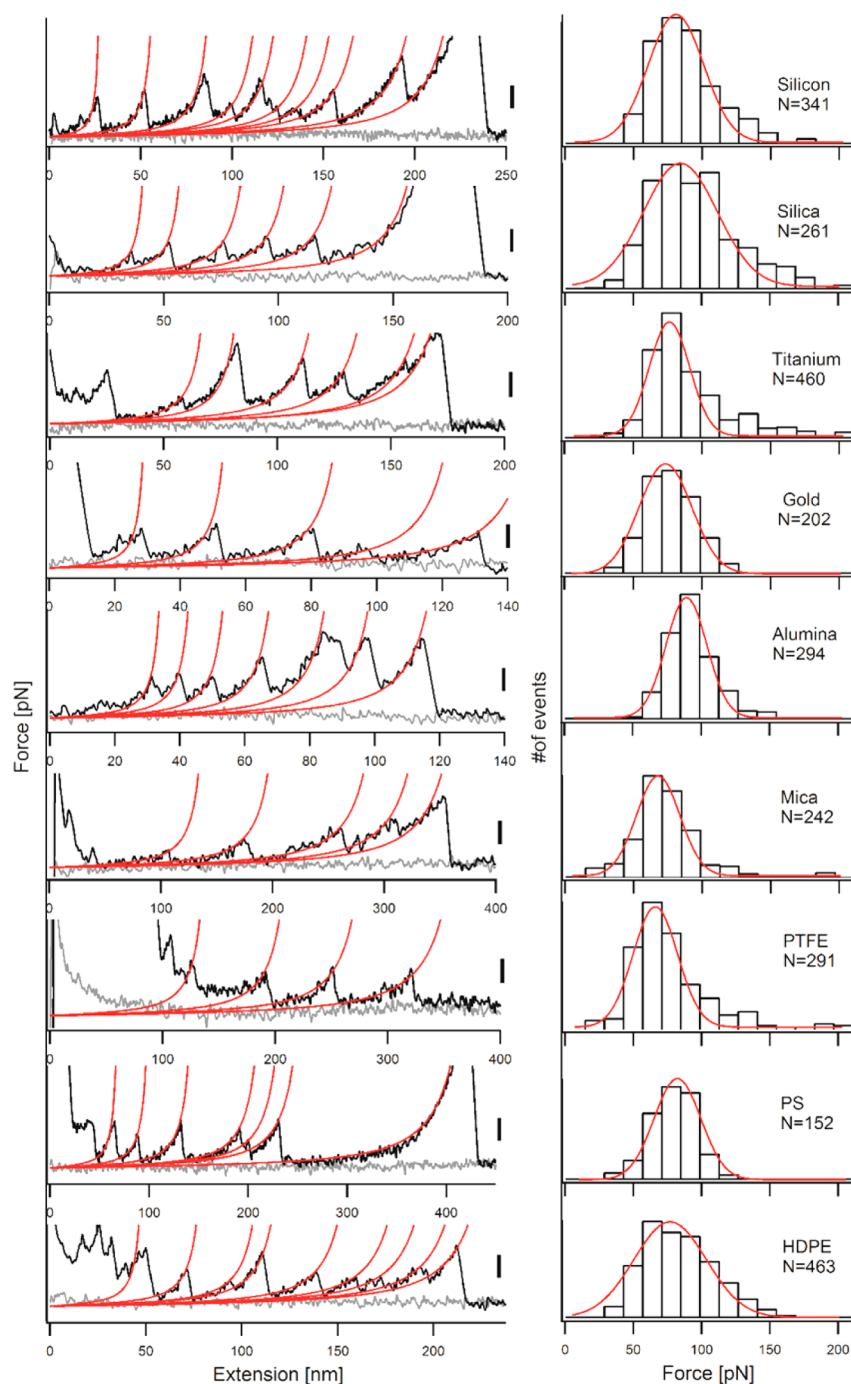 Silicon
N=341
0 50 100 150 200 250
Silica
N=261
0 50 100 150 200
Titanium
N=460
0 50 100 150 200
Gold
N=202
0 20 40 60 80 100 120 140
Alumina
N=294
0 20 40 60 80 100 120 140
Mica
N=242
0 100 200 300 400
PTFE
N=291
0 100 200 300 400
PS
N=152
0 100 200 300 400
HDPE
N=463
0 50 100 150 200
Extension [nm]
Force [pN]
0 50 100 150 200
Force [pN]
#of events